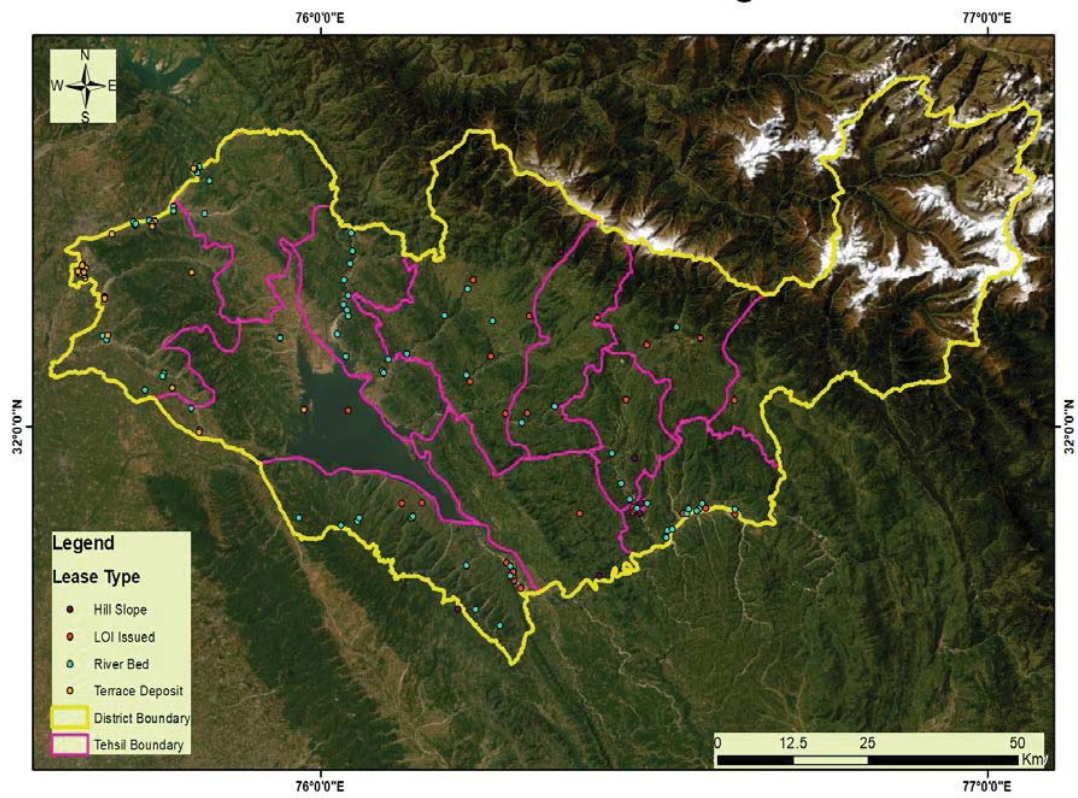 76°0'0"E 77°0'0"E
N
W E
S
32°0'0"N 32°0'0"N
Legend
Lease Type
Hill Slope
LOI Issued
River Bed
Terrace Deposit
District Boundary
Tehsil Boundary
0 12.5 25 50
Km
76°0'0"E 77°0'0"E